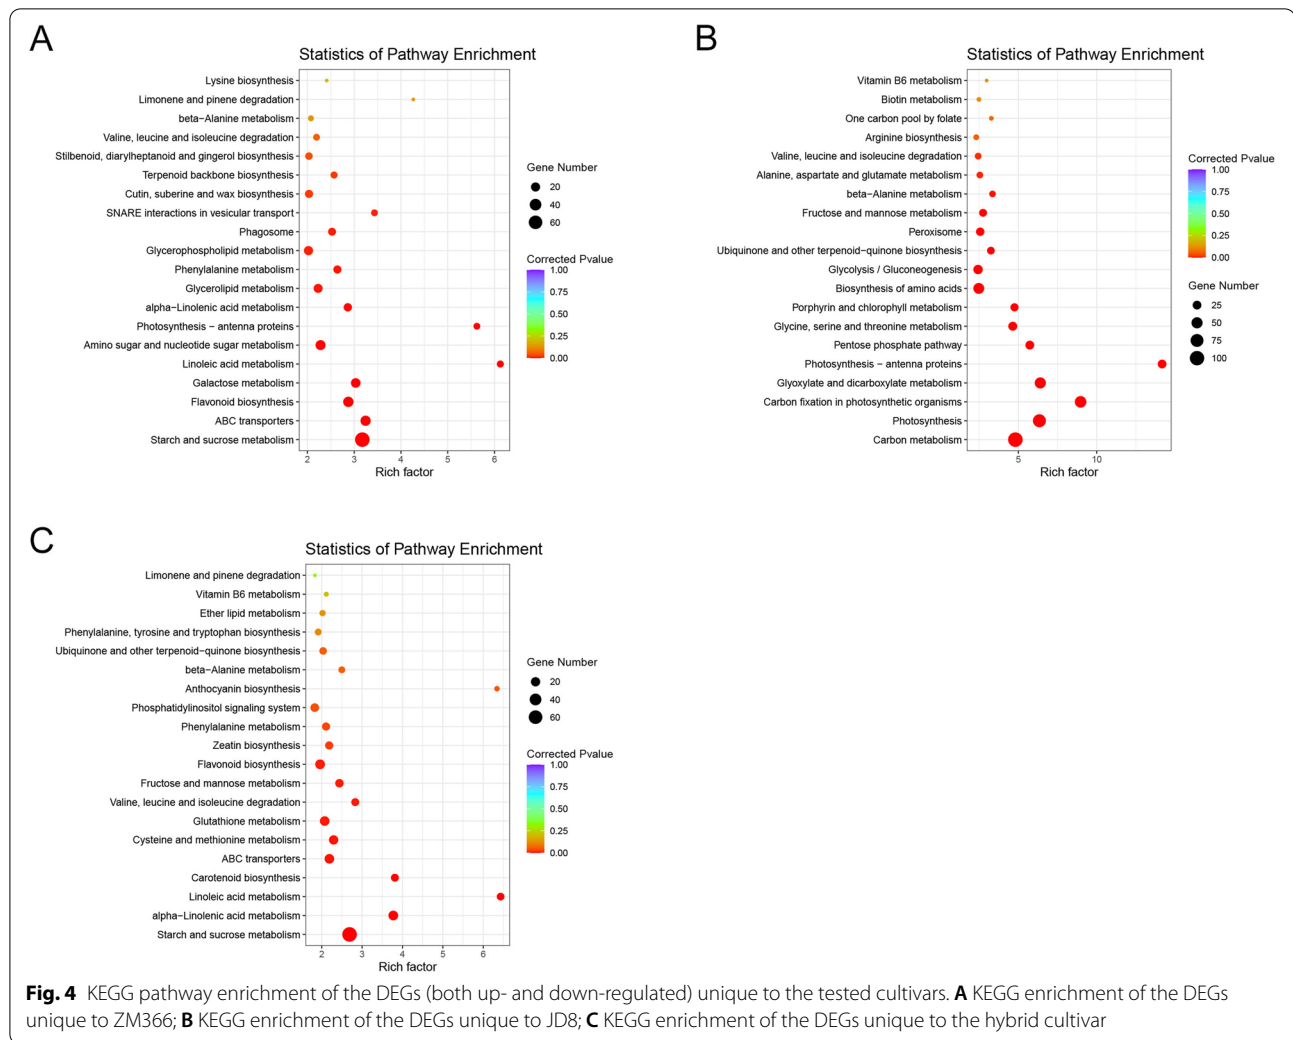 A
Statistics of Pathway Enrichment
Lysine biosynthesis
Limonene and pinene degradation
beta−Alanine metabolism
Valine, leucine and isoleucine degradation
Stilbenoid, diarylheptanoid and gingerol biosynthesis
Terpenoid backbone biosynthesis
Cutin, suberine and wax biosynthesis
SNARE interactions in vesicular transport
Phagosome
Glycerophospholipid metabolism
Phenylalanine metabolism
Glycerolipid metabolism
alpha−Linolenic acid metabolism
Photosynthesis − antenna proteins
Amino sugar and nucleotide sugar metabolism
Linoleic acid metabolism
Galactose metabolism
Flavonoid biosynthesis
ABC transporters
Starch and sucrose metabolism
2 3 4 5 6
Rich factor
Gene Number
20
40
60
Corrected Pvalue
1.00
0.75
0.50
0.25
0.00
B
Statistics of Pathway Enrichment
Vitamin B6 metabolism
Biotin metabolism
One carbon pool by folate
Arginine biosynthesis
Valine, leucine and isoleucine degradation
Alanine, aspartate and glutamate metabolism
beta−Alanine metabolism
Fructose and mannose metabolism
Peroxisome
Ubiquinone and other terpenoid−quinone biosynthesis
Glycolysis / Gluconeogenesis
Biosynthesis of amino acids
Porphyrin and chlorophyll metabolism
Glycine, serine and threonine metabolism
Pentose phosphate pathway
Photosynthesis − antenna proteins
Glyoxylate and dicarboxylate metabolism
Carbon fixation in photosynthetic organisms
Photosynthesis
Carbon metabolism
5 10
Rich factor
Corrected Pvalue
1.00
0.75
0.50
0.25
0.00
Gene Number
25
50
75
100
C
Statistics of Pathway Enrichment
Limonene and pinene degradation
Vitamin B6 metabolism
Ether lipid metabolism
Phenylalanine, tyrosine and tryptophan biosynthesis
Ubiquinone and other terpenoid−quinone biosynthesis
beta−Alanine metabolism
Anthocyanin biosynthesis
Phosphatidylinositol signaling system
Phenylalanine metabolism
Zeatin biosynthesis
Flavonoid biosynthesis
Fructose and mannose metabolism
Valine, leucine and isoleucine degradation
Glutathione metabolism
Cysteine and methionine metabolism
ABC transporters
Carotenoid biosynthesis
Linoleic acid metabolism
alpha−Linolenic acid metabolism
Starch and sucrose metabolism
2 3 4 5 6
Rich factor
Gene Number
20
40
60
Corrected Pvalue
1.00
0.75
0.50
0.25
0.00
Fig. 4 KEGG pathway enrichment of the DEGs (both up- and down-regulated) unique to the tested cultivars. A KEGG enrichment of the DEGs
unique to ZM366; B KEGG enrichment of the DEGs unique to JD8; C KEGG enrichment of the DEGs unique to the hybrid cultivar